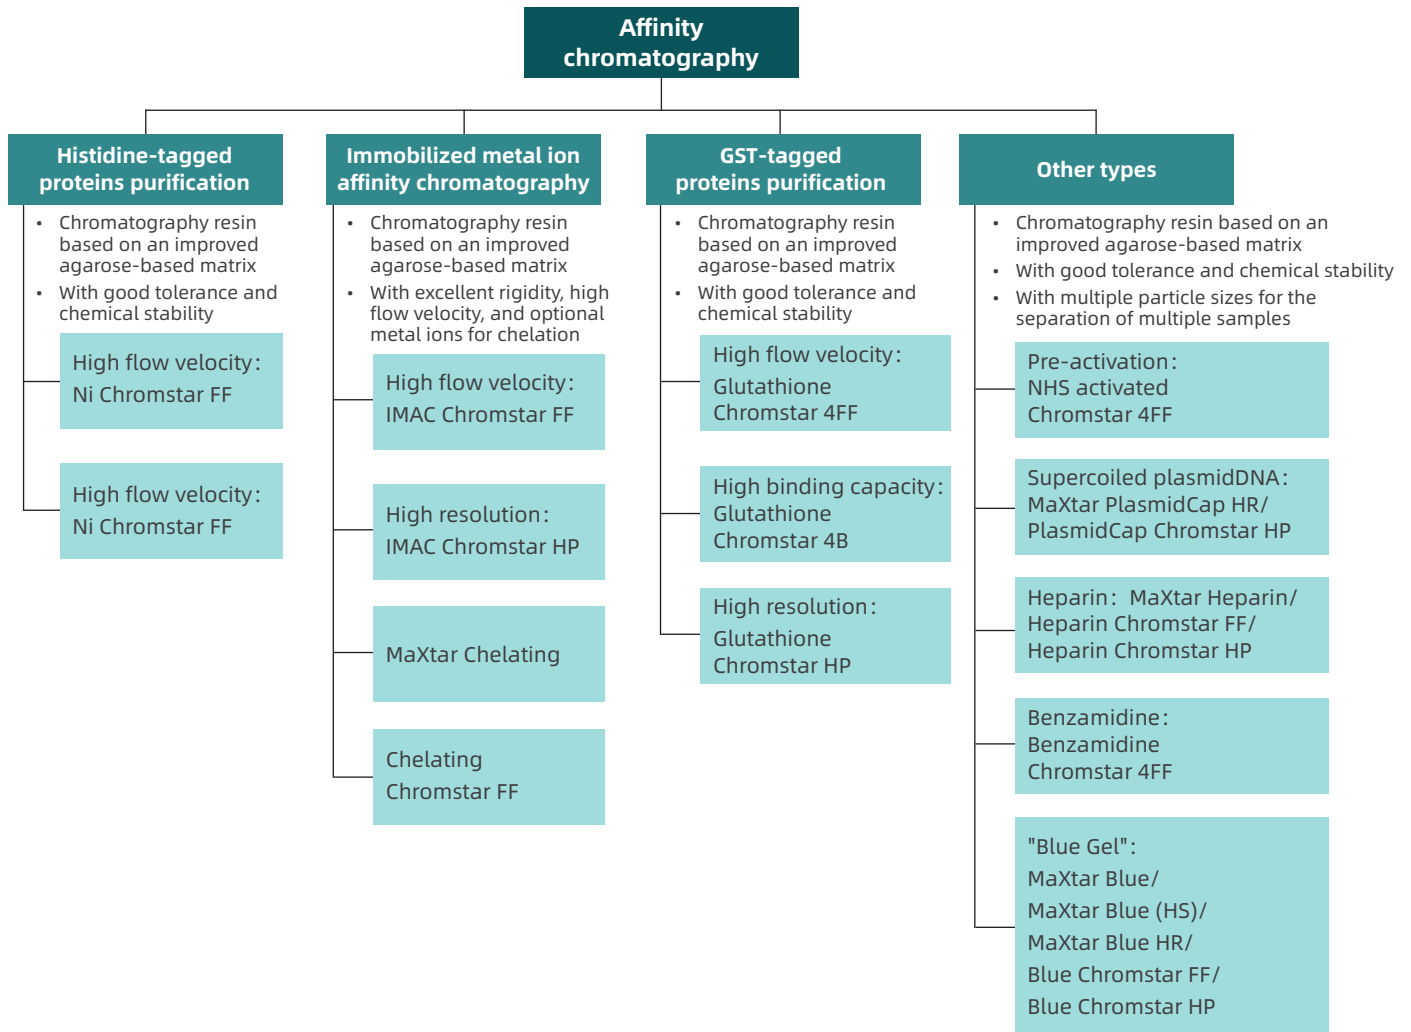 Affinity
chromatography
Histidine-tagged
proteins purification
• Chromatography resin
based on an improved
agarose-based matrix
• With good tolerance and
chemical stability
High flow velocity:
Ni Chromstar FF
High flow velocity:
Ni Chromstar FF
Immobilized metal ion
affinity chromatography
• Chromatography resin
based on an improved
agarose-based matrix
• With excellent rigidity, high
flow velocity, and optional
metal ions for chelation
High flow velocity:
IMAC Chromstar FF
High resolution:
IMAC Chromstar HP
MaXtar Chelating
Chelating
Chromstar FF
GST-tagged
proteins purification
• Chromatography resin
based on an improved
agarose-based matrix
• With good tolerance and
chemical stability
High flow velocity:
Glutathione
Chromstar 4FF
High binding capacity:
Glutathione
Chromstar 4B
High resolution:
Glutathione
Chromstar HP
Other types
• Chromatography resin based on an
improved agarose-based matrix
• With good tolerance and chemical stability
• With multiple particle sizes for the
separation of multiple samples
Pre-activation:
NHS activated
Chromstar 4FF
Supercoiled plasmidDNA:
MaXtar PlasmidCap HR/
PlasmidCap Chromstar HP
Heparin: MaXtar Heparin/
Heparin Chromstar FF/
Heparin Chromstar HP
Benzamidine:
Benzamidine
Chromstar 4FF
"Blue Gel":
MaXtar Blue/
MaXtar Blue (HS)/
MaXtar Blue HR/
Blue Chromstar FF/
Blue Chromstar HP